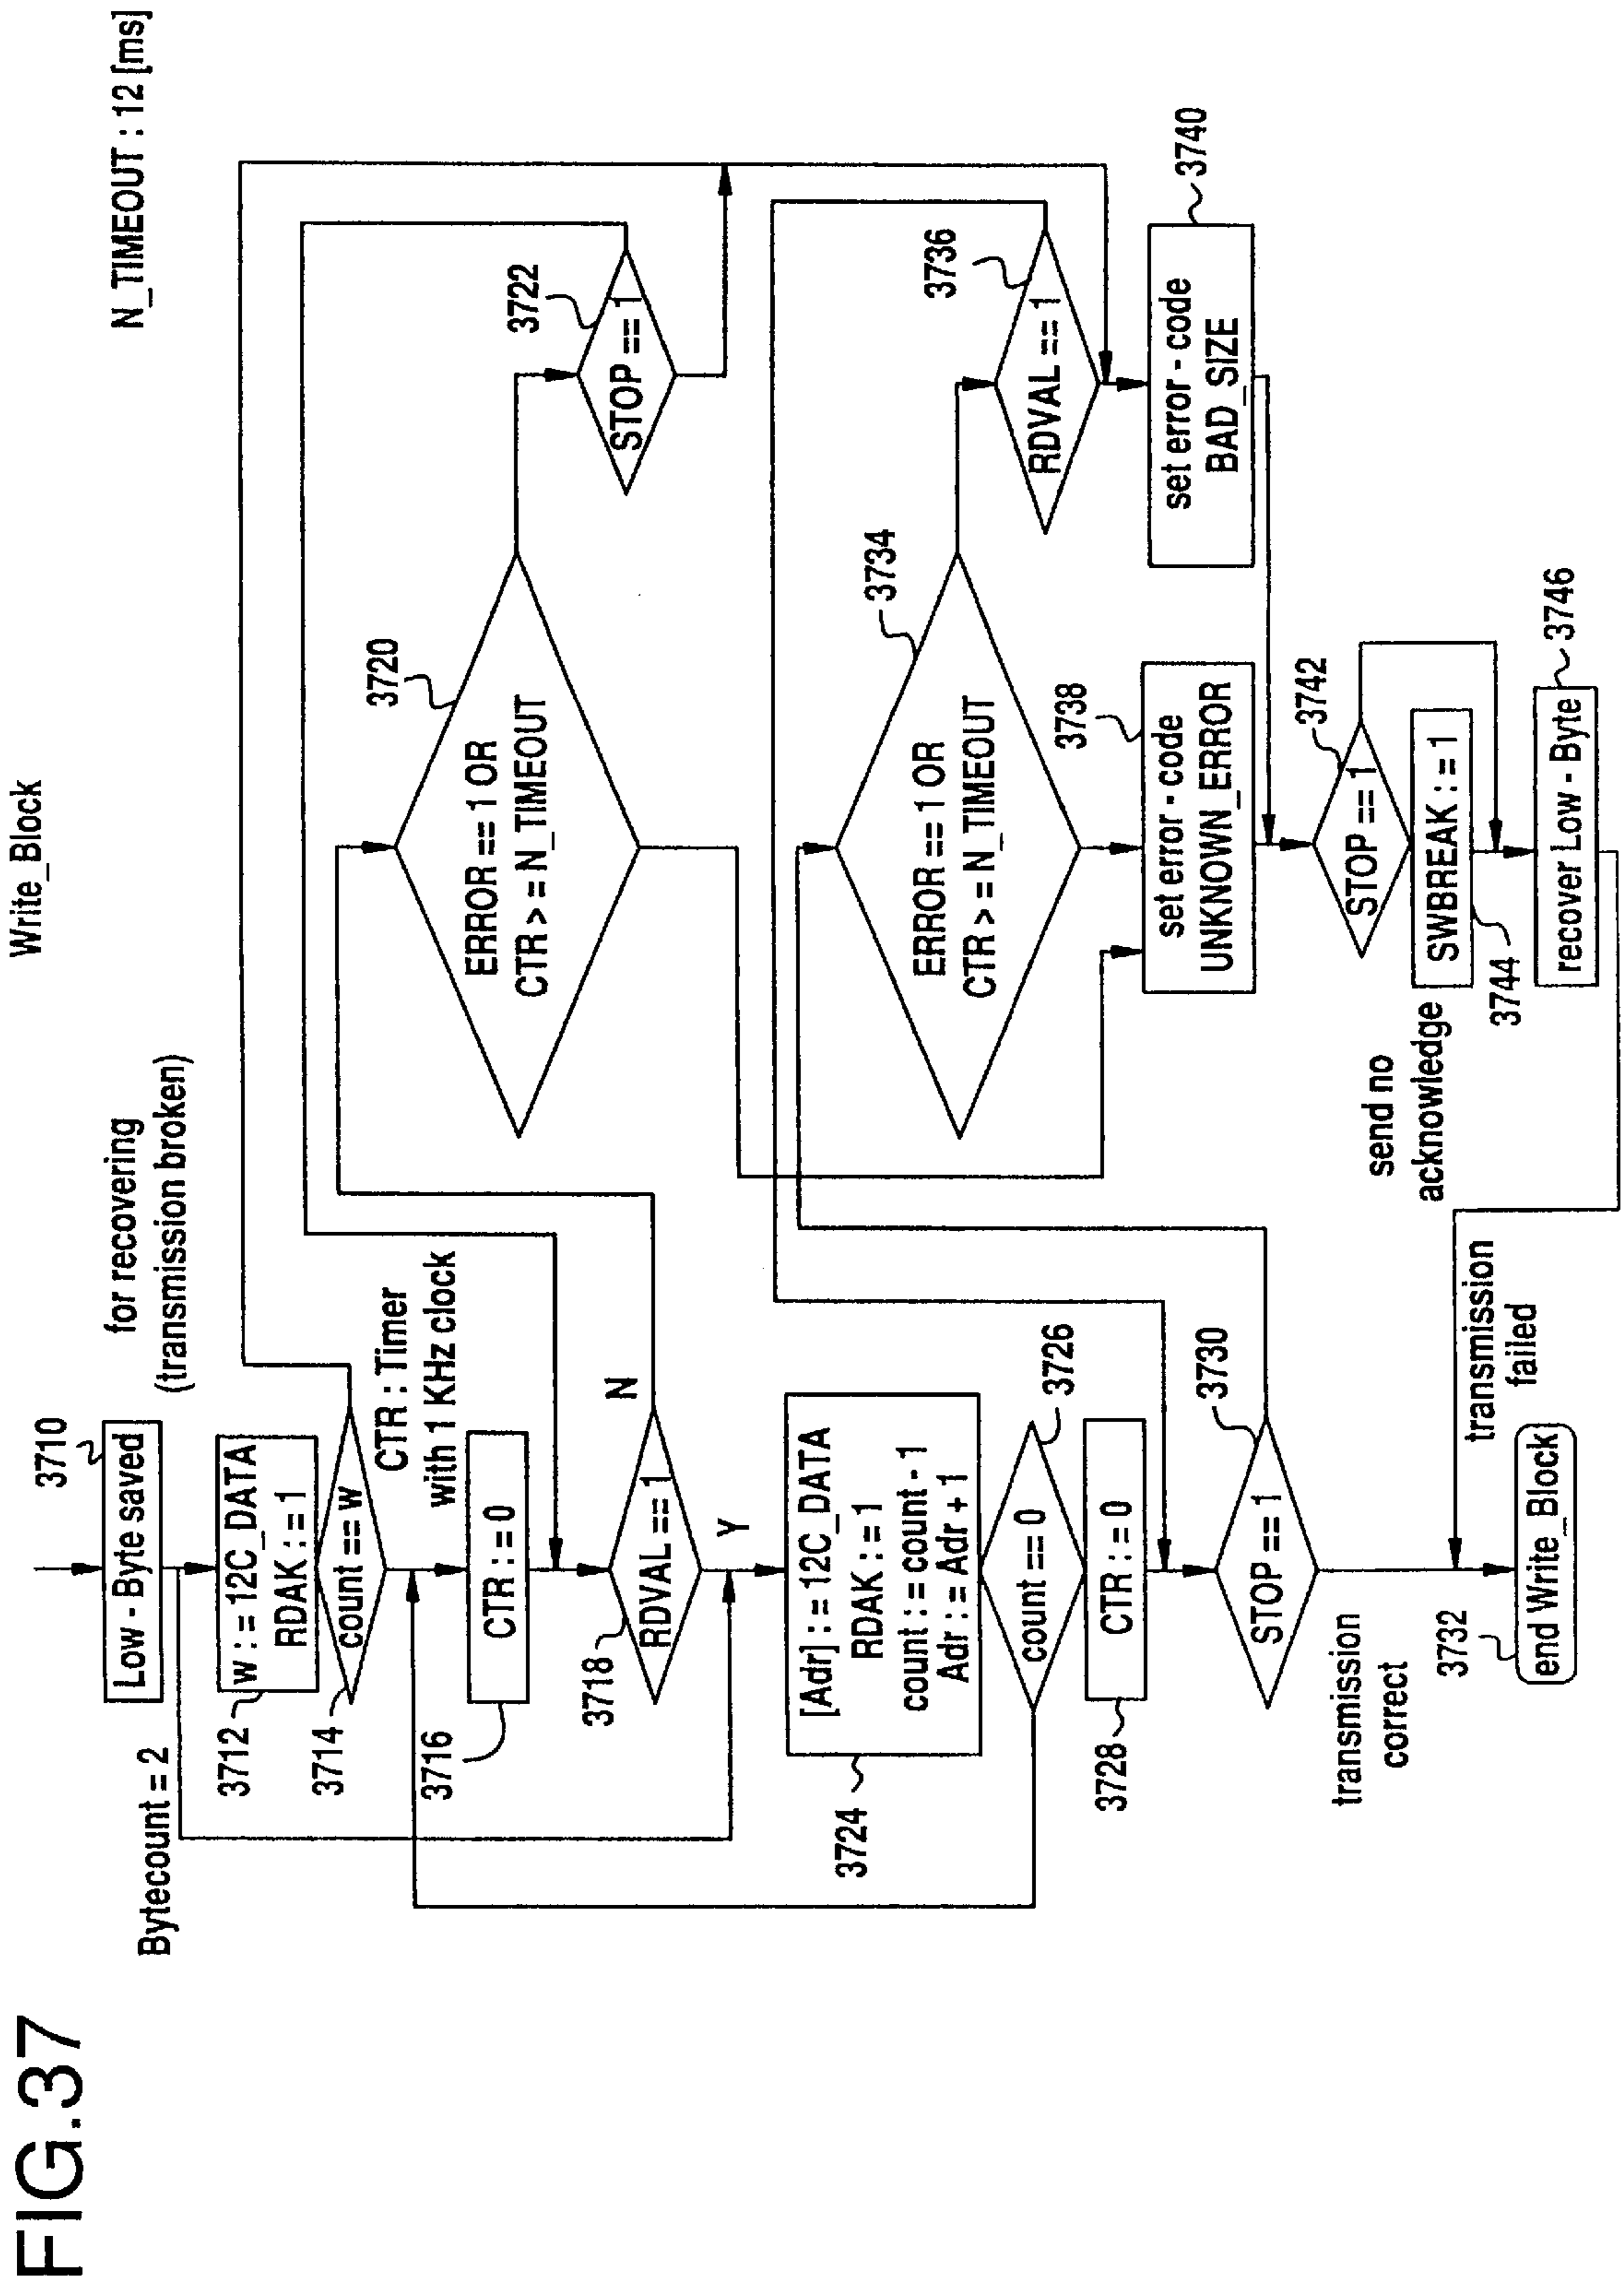 FIG.37
Write_Block
N_TIMEOUT : 12 [ms]
for recovering
(transmission broken)
3710
Low - Byte saved
Bytecount = 2
w : = 12C_DATA
RDAK : = 1
3712
count == w
3714
CTR : Timer
with 1 KHz clock
CTR : = 0
3716
RDVAL == 1
3718
N
Y
3720
ERROR == 1 OR
CTR > = N_TIMEOUT
3722
STOP == 1
[Adr] : = 12C_DATA
RDAK : = 1
count : = count - 1
Adr : = Adr + 1
3724
count == 0
3726
CTR : = 0
3728
STOP == 1
3730
3734
ERROR == 1 OR
CTR > = N_TIMEOUT
3736
RDVAL == 1
3738
set error - code
UNKNOWN_ERROR
3740
set error - code
BAD_SIZE
3742
STOP == 1
SWBREAK : = 1
3744
send no
acknowledge
3746
recover Low - Byte
transmission
correct
transmission
failed
3732
end Write_Block